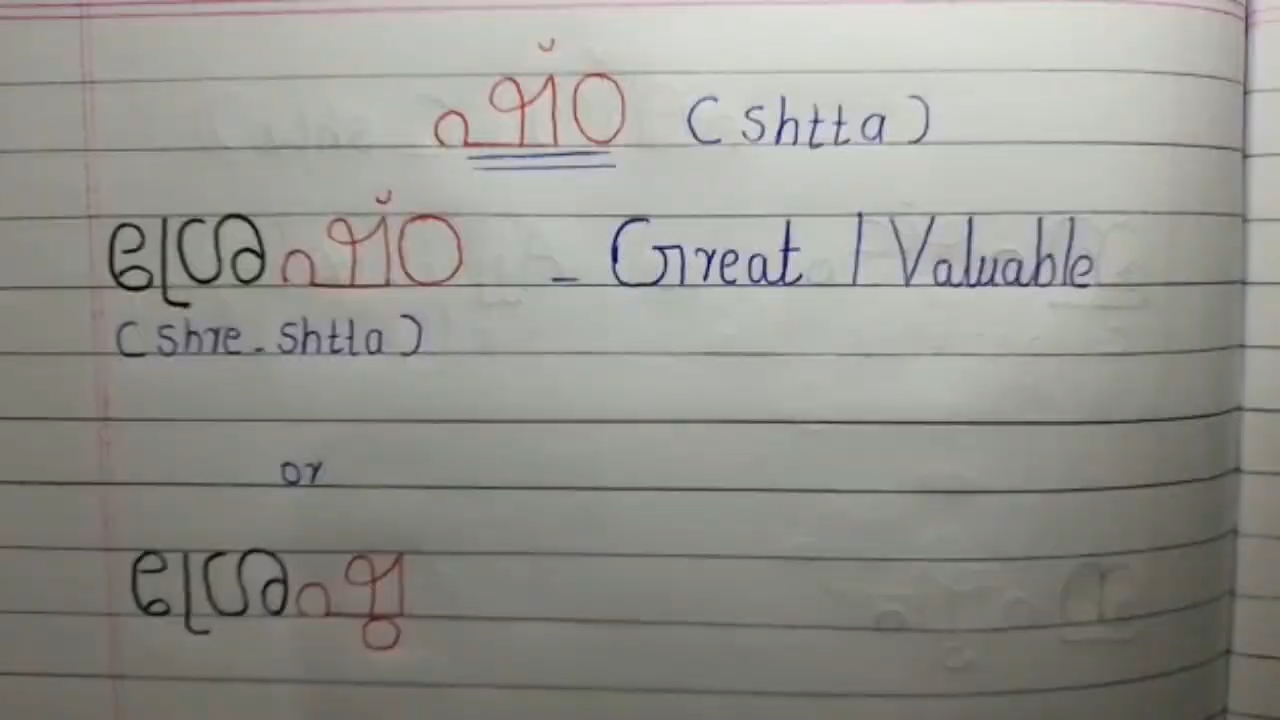 ഷ്ഠ (shtta)
ശ്രേഷ്ഠ - Great / Valuable
(shre-shtta)
or
ശ്രേഷ്ഠ